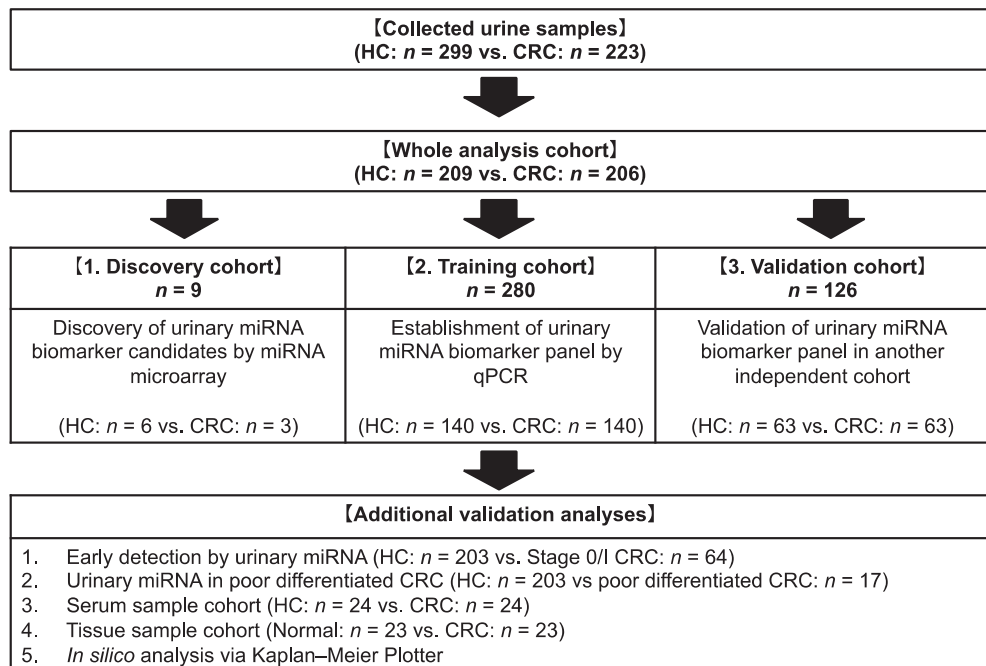 【Collected urine samples】
(HC: n = 299 vs. CRC: n = 223)
【Whole analysis cohort】
(HC: n = 209 vs. CRC: n = 206)
【1. Discovery cohort】
n = 9
Discovery of urinary miRNA
biomarker candidates by miRNA
microarray
(HC: n = 6 vs. CRC: n = 3)
【2. Training cohort】
n = 280
Establishment of urinary
miRNA biomarker panel by
qPCR
(HC: n = 140 vs. CRC: n = 140)
【3. Validation cohort】
n = 126
Validation of urinary miRNA
biomarker panel in another
independent cohort
(HC: n = 63 vs. CRC: n = 63)
【Additional validation analyses】
1. Early detection by urinary miRNA (HC: n = 203 vs. Stage 0/I CRC: n = 64)
2. Urinary miRNA in poor differentiated CRC (HC: n = 203 vs poor differentiated CRC: n = 17)
3. Serum sample cohort (HC: n = 24 vs. CRC: n = 24)
4. Tissue sample cohort (Normal: n = 23 vs. CRC: n = 23)
5. In silico analysis via Kaplan–Meier Plotter